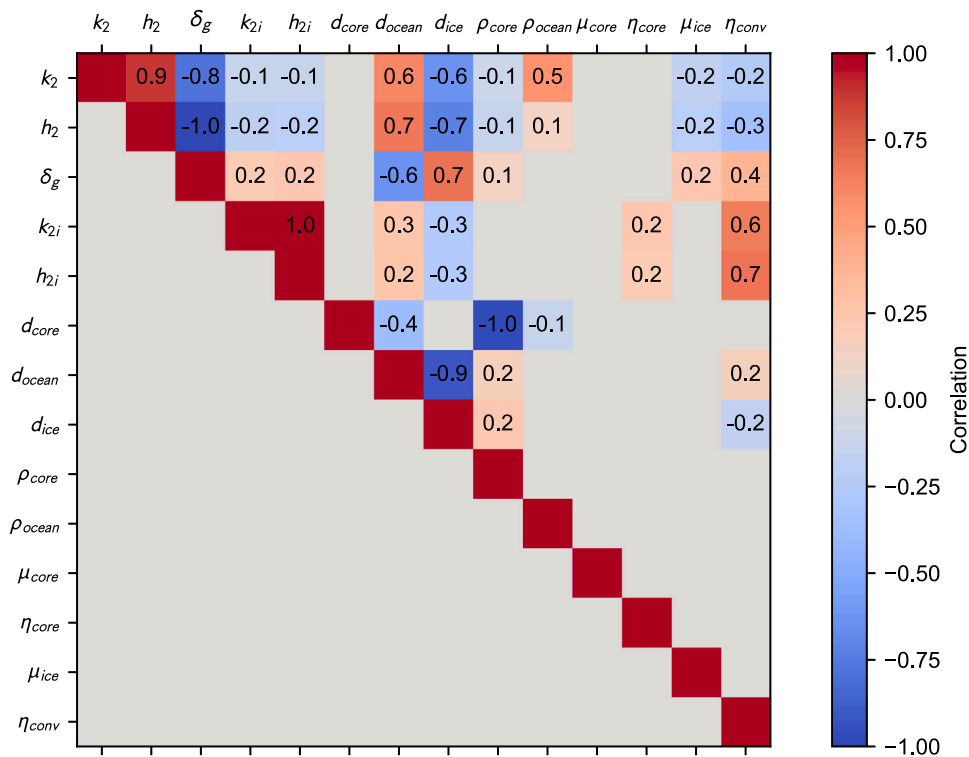 k2 h2 δg k2i h2i dcore docean dice ρcore ρocean μcore ηcore μice ηconv
k2 0.9 -0.8 -0.1 -0.1 0.6 -0.6 -0.1 0.5 -0.2 -0.2
h2 -1.0 -0.2 -0.2 0.7 -0.7 -0.1 0.1 -0.2 -0.3
δg 0.2 0.2 -0.6 0.7 0.1 0.2 0.4
k2i 1.0 0.3 -0.3 0.2 0.6
h2i 0.2 -0.3 0.2 0.7
dcore -0.4 -1.0 -0.1
docean -0.9 0.2 0.2
dice 0.2 -0.2
ρcore
ρocean
μcore
ηcore
μice
ηconv
1.00
0.75
0.50
0.25
0.00
−0.25
−0.50
−0.75
−1.00
Correlation